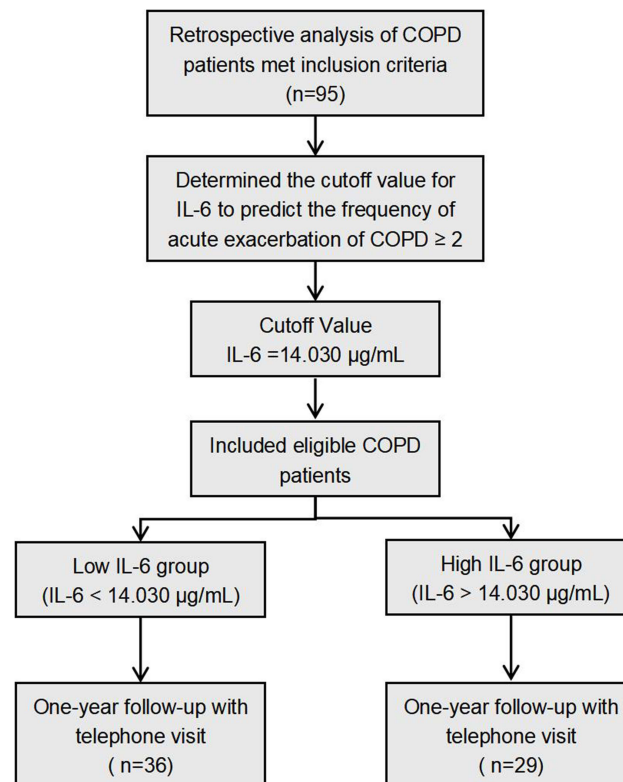 Retrospective analysis of COPD
patients met inclusion criteria
(n=95)
Determined the cutoff value for
IL-6 to predict the frequency of
acute exacerbation of COPD ≥ 2
Cutoff Value
IL-6 =14.030 μg/mL
Included eligible COPD
patients
Low IL-6 group
(IL-6 < 14.030 μg/mL)
High IL-6 group
(IL-6 > 14.030 μg/mL)
One-year follow-up with
telephone visit
( n=36)
One-year follow-up with
telephone visit
( n=29)